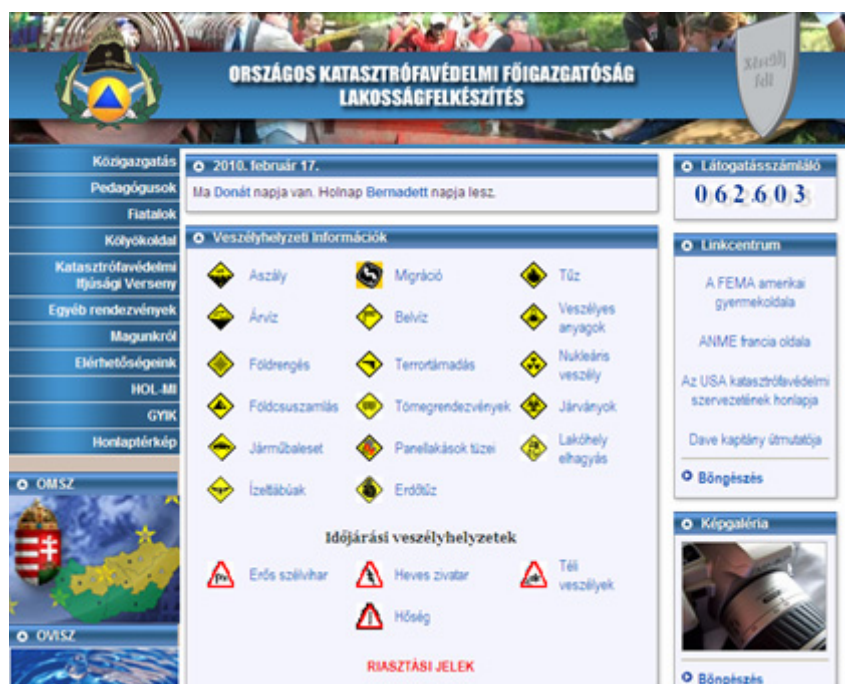 ORSZÁGOS KATASZTRÓFAVÉDELMI FŐIGAZGATÓSÁG
LAKOSSÁGFELKÉSZÍTÉS
Közigazgatás
Pedagógusok
Fiatalok
Kölyökoldal
Katasztrófavédelmi
Ifjúsági Verseny
Egyéb rendezvények
Magunkról
Elérhetőségeink
HOL-MI
GYIK
Honlaptérkép
OMSZ
OVISZ
2010. február 17.
Ma Donát napja van. Holnap Bernadett napja lesz.
Veszélyhelyzeti Információk
Aszály
Migráció
Tűz
Árvíz
Belvíz
Veszélyes
anyagok
Földrengés
Terrortámadás
Nukleáris
veszély
Földcsuszamlás
Tömegrendezvények
Járványok
Járműbaleset
Panellakások tüzei
Lakóhely
elhagyás
Ízeltlábúak
Erdőtűz
Időjárási veszélyhelyzetek
Erős szélvihar
Heves zivatar
Téli
veszélyek
Hőség
RIASZTÁSI JELEK
Látogatásszámláló
062.603
Linkcentrum
A FEMA amerikai
gyermekoldala
ANME francia oldala
Az USA katasztrófavédelmi
szervezetének honlapja
Dave kapitány útmutatója
Böngészés
Képgaléria
Böngészés